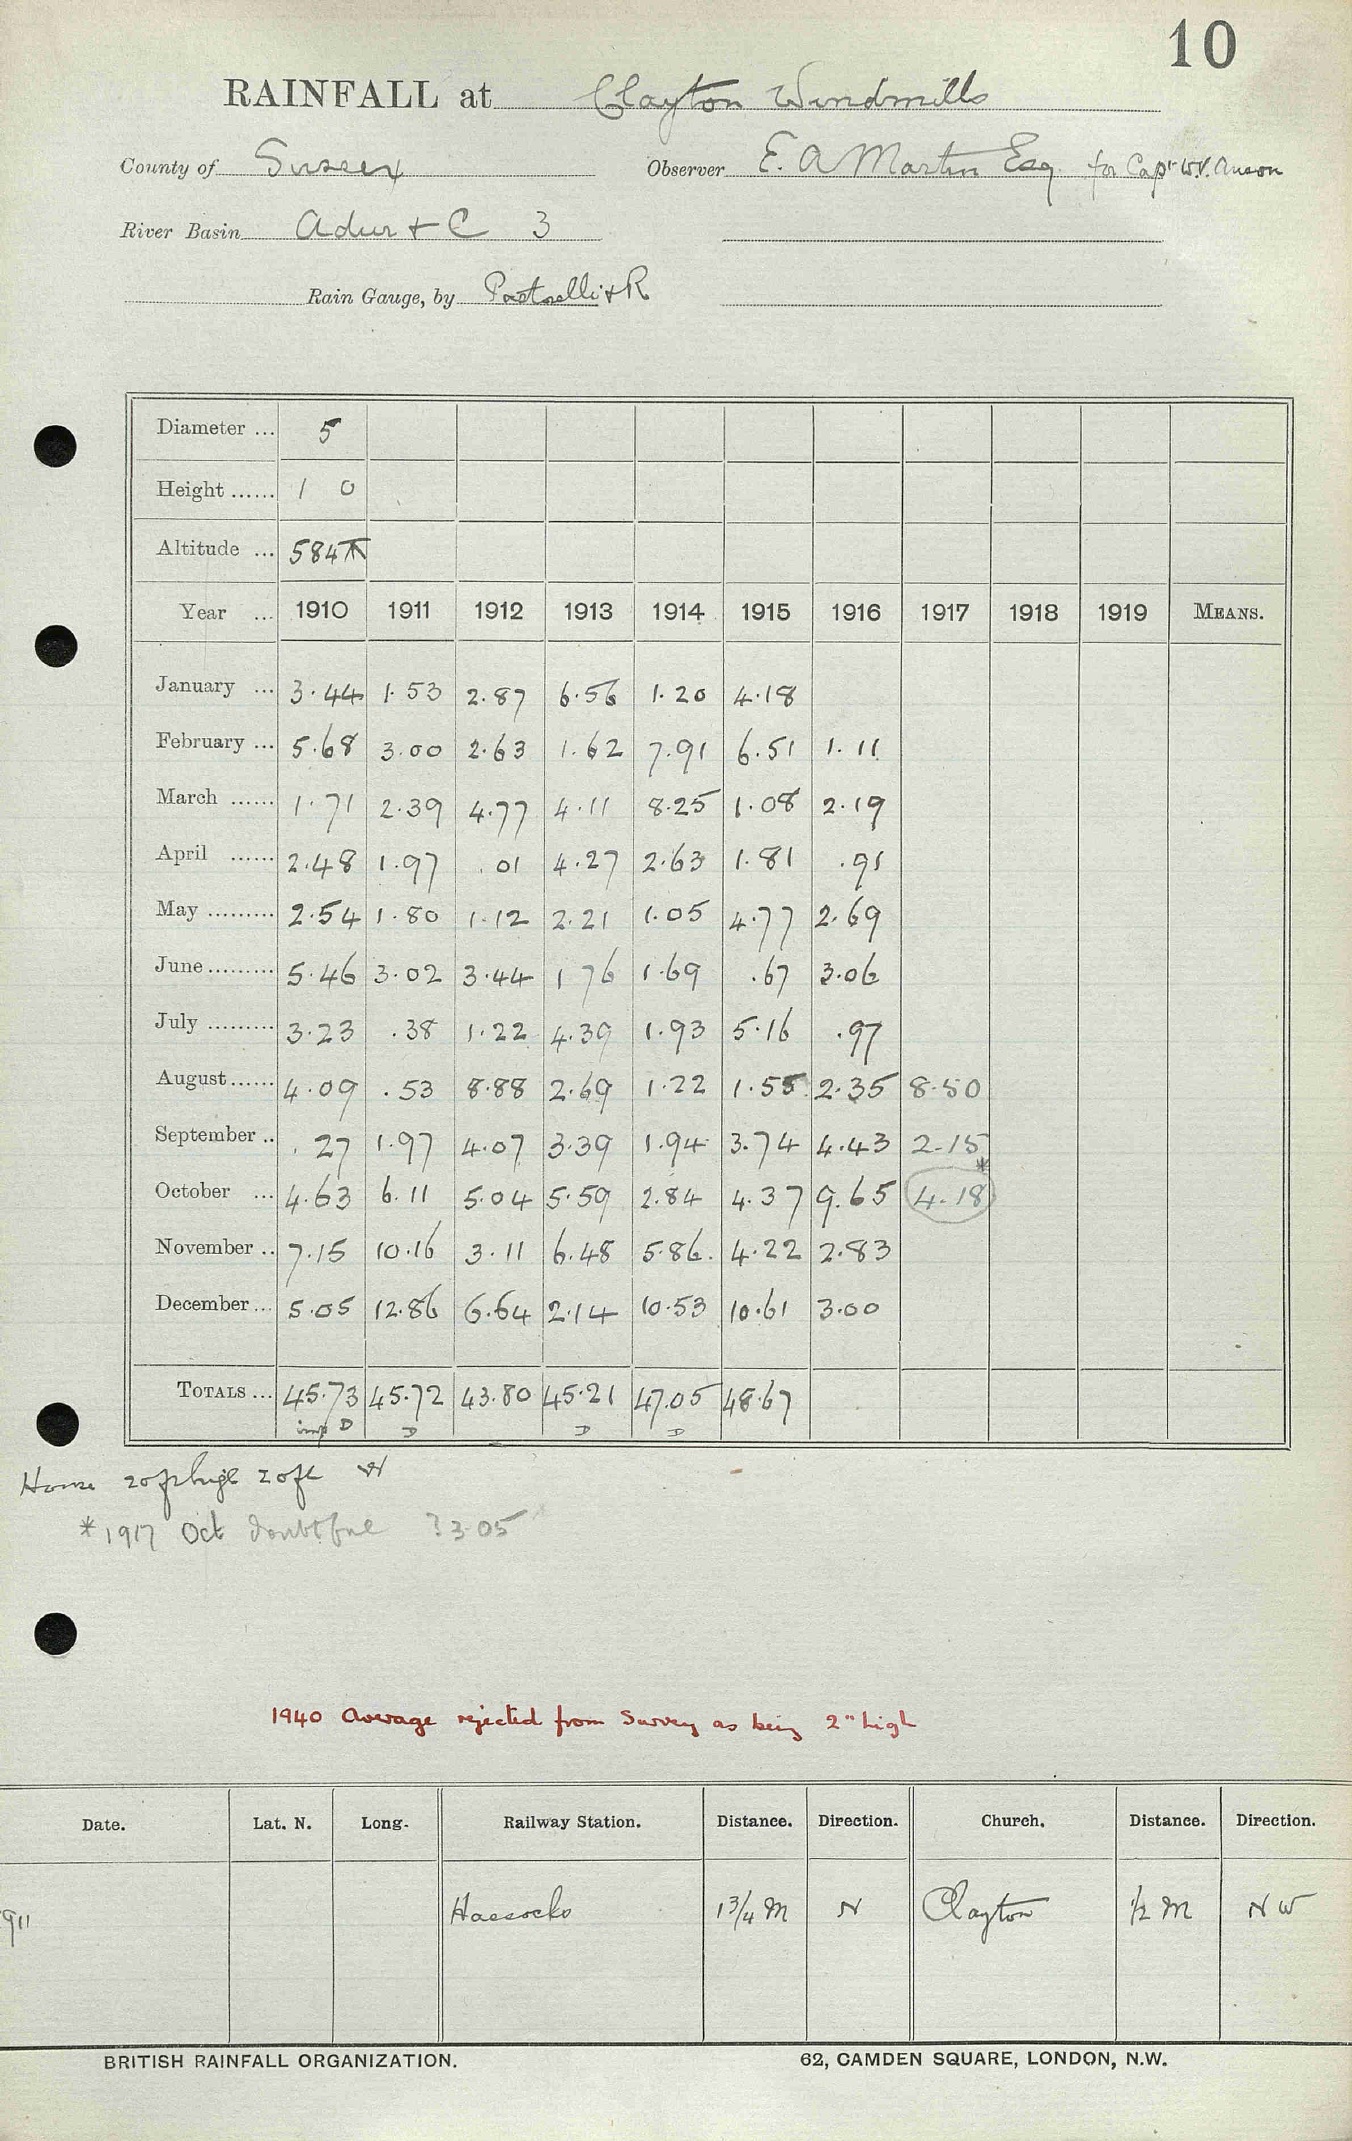 10
RAINFALL at Clayton Windmills
County of Sussex Observer E. A Martin Esq. for Capt W.V. Anson
River Basin Adur & C 3
Rain Gauge, by Pastorelli & R
Diameter ... 5
Height ...... 1 0
Altitude ... 584
Year ... 1910 1911 1912 1913 1914 1915 1916 1917 1918 1919 MEANS.
January ... 3.44 1.53 2.87 6.56 1.20 4.18
February ... 5.68 3.00 2.63 1.62 7.91 6.51 1.11
March ...... 1.71 2.39 4.77 4.11 8.25 1.08 2.19
April ...... 2.48 1.97 .01 4.27 2.63 1.81 .91
May ......... 2.54 1.80 1.12 2.21 1.05 4.77 2.69
June ......... 5.46 3.02 3.44 1 76 1.69 .67 3.06
July ......... 3.23 .38 1.22 4.39 1.93 5.16 .97
August ...... 4.09 .53 8.88 2.69 1.22 1.55 2.35 8.50
September .. .27 1.97 4.07 3.39 1.94 3.74 4.43 2.15
October ... 4.63 6.11 5.04 5.59 2.84 4.37 9.65 4.18*
November .. 7.15 10.16 3.11 6.48 5.86. 4.22 2.83
December ... 5.05 12.86 6.64 2.14 10.53 10.61 3.00
TOTALS ... 45.73 45.72 43.80 45.21 47.05 48.67
imp D D D D
House 20ft high 20ft W
* 1917 Oct doubtful ? 3.05
1940 Average rejected from Survey as being 2" high
Date. Lat. N. Long. Railway Station. Distance. Direction. Church. Distance. Direction.
911 Hassocks 1 3/4 M N Clayton 1/2 M N W
BRITISH RAINFALL ORGANIZATION. 62, CAMDEN SQUARE, LONDON, N.W.